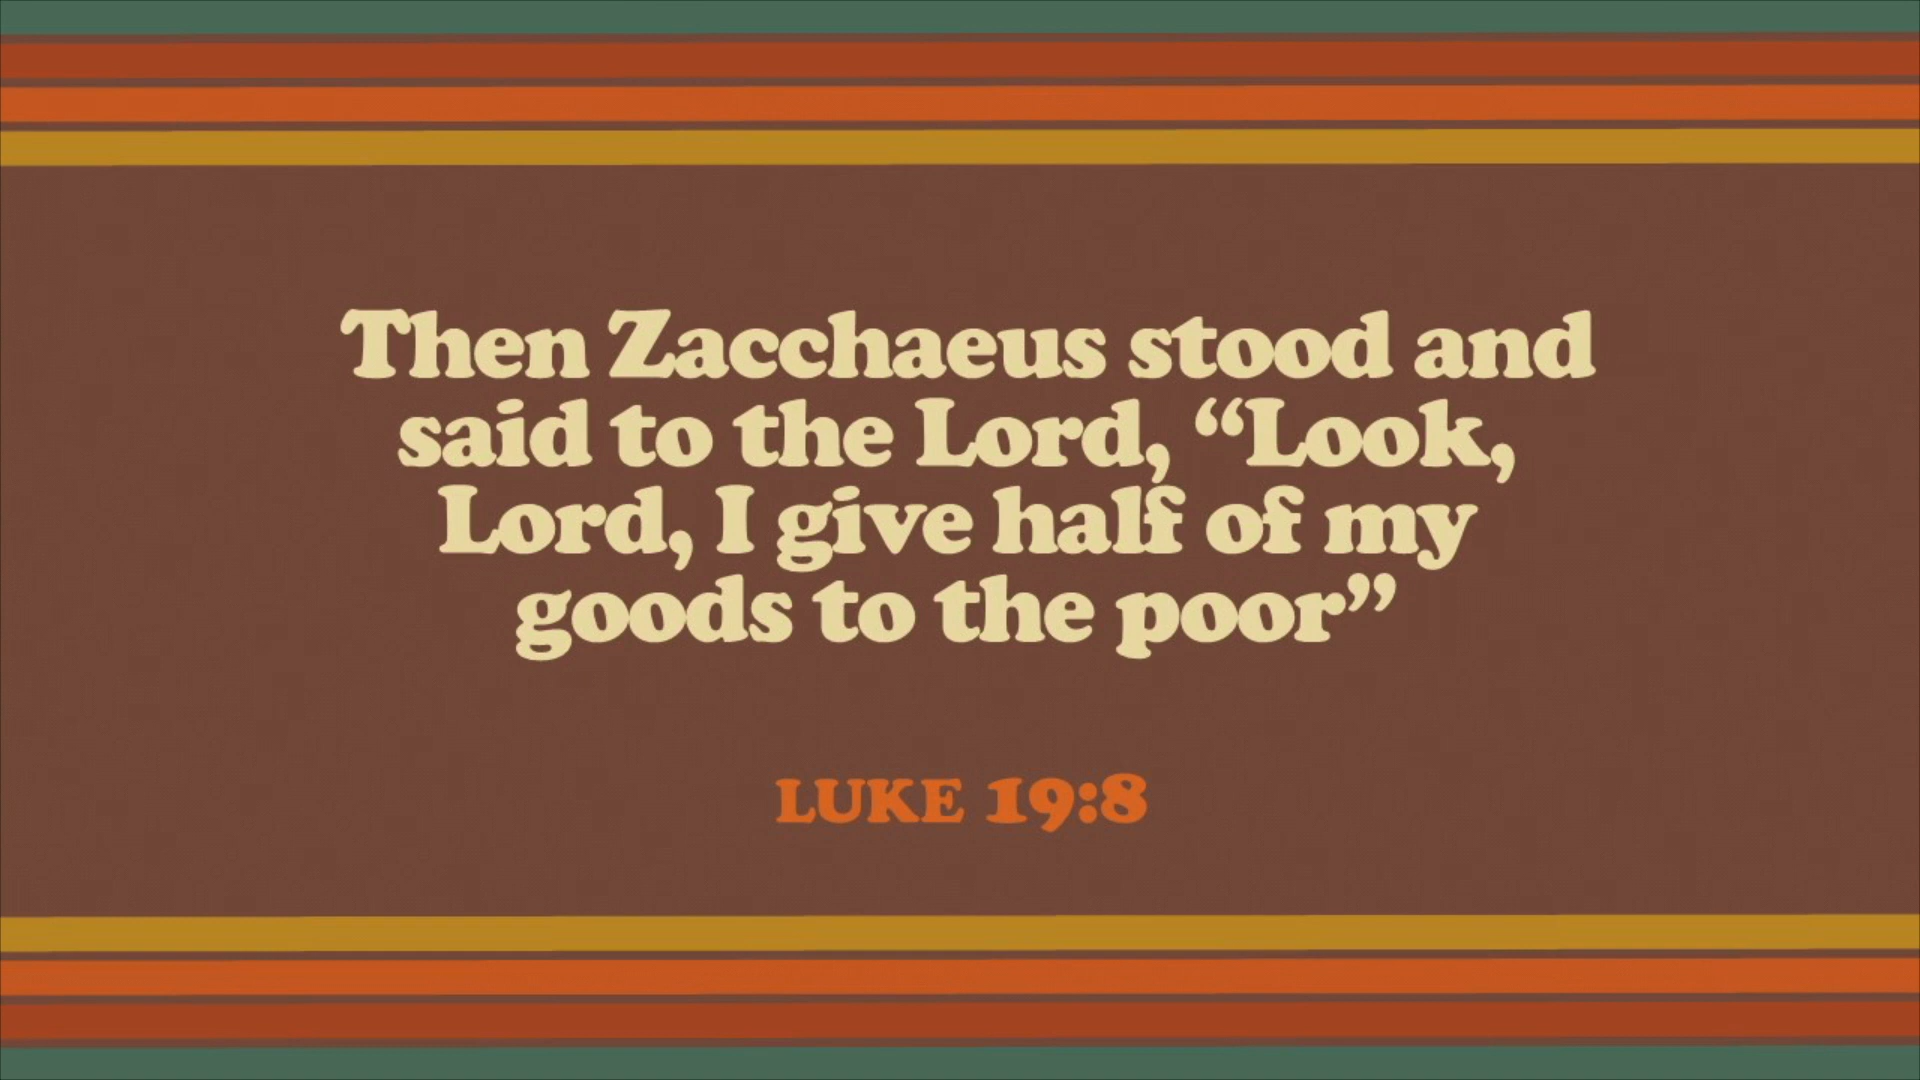 Then Zacchaeus stood and
said to the Lord, “Look,
Lord, I give half of my
goods to the poor”
LUKE 19:8